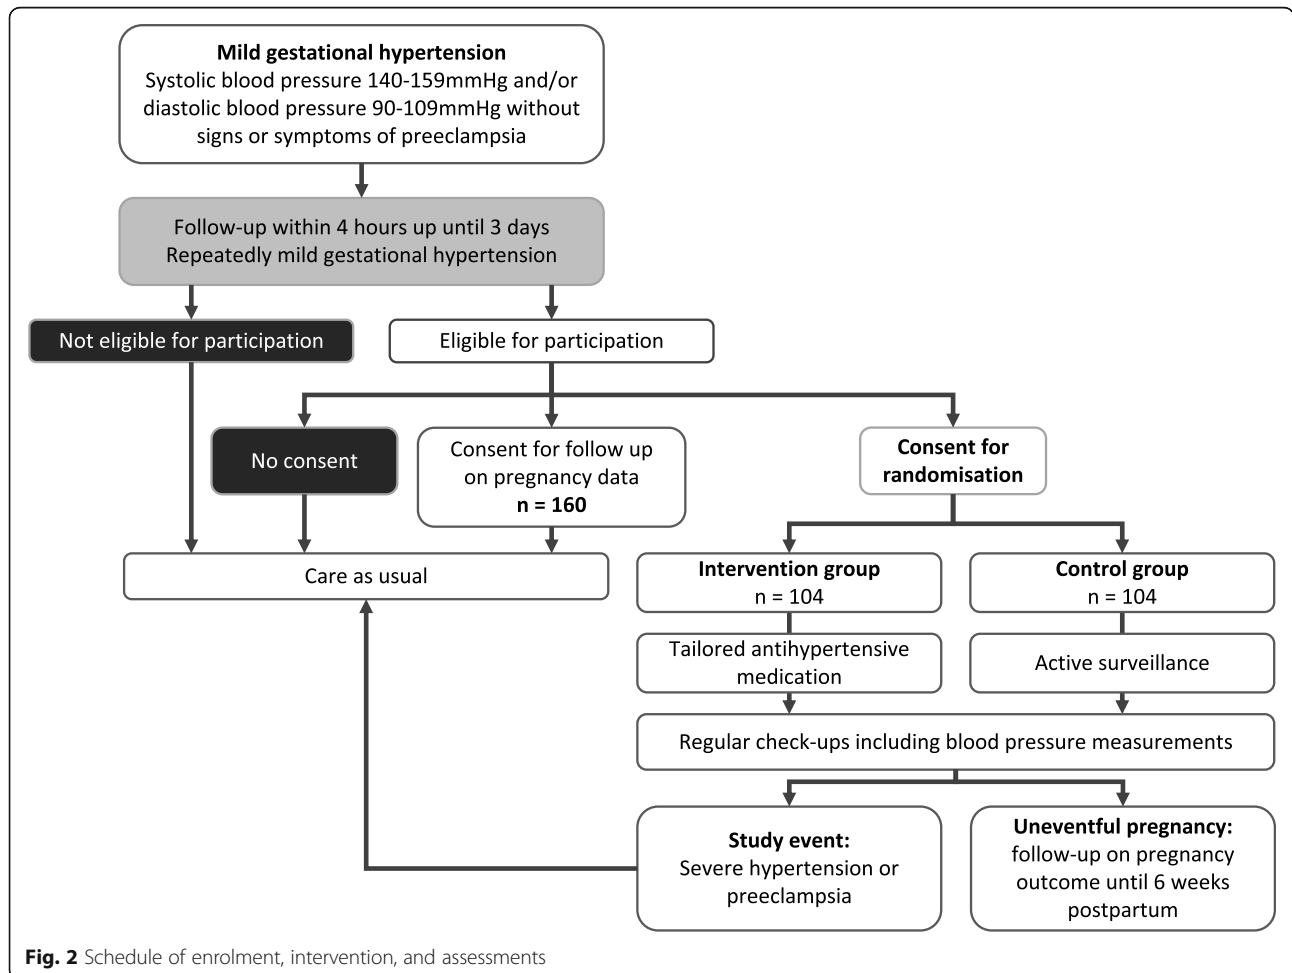 Mild gestational hypertension
Systolic blood pressure 140-159mmHg and/or
diastolic blood pressure 90-109mmHg without
signs or symptoms of preeclampsia
Follow-up within 4 hours up until 3 days
Repeatedly mild gestational hypertension
Not eligible for participation
Eligible for participation
No consent
Consent for follow up
on pregnancy data
n = 160
Consent for
randomisation
Care as usual
Intervention group
n = 104
Control group
n = 104
Tailored antihypertensive
medication
Active surveillance
Regular check-ups including blood pressure measurements
Study event:
Severe hypertension or
preeclampsia
Uneventful pregnancy:
follow-up on pregnancy
outcome until 6 weeks
postpartum
Fig. 2 Schedule of enrolment, intervention, and assessments